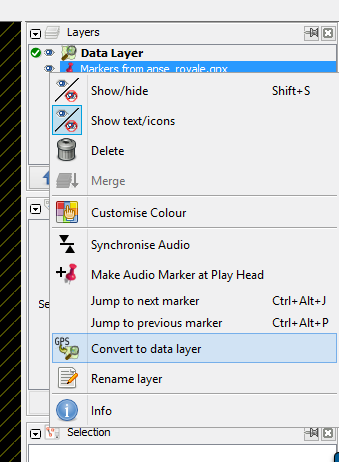 Layers
Data Layer
Markers from anse_royale.gpx
Show/hide Shift+S
Show text/icons
Delete
Merge
Customise Colour
Synchronise Audio
Make Audio Marker at Play Head
Jump to next marker Ctrl+Alt+J
Se
Jump to previous marker Ctrl+Alt+P
GPS Convert to data layer
Rename layer
Info
Selection